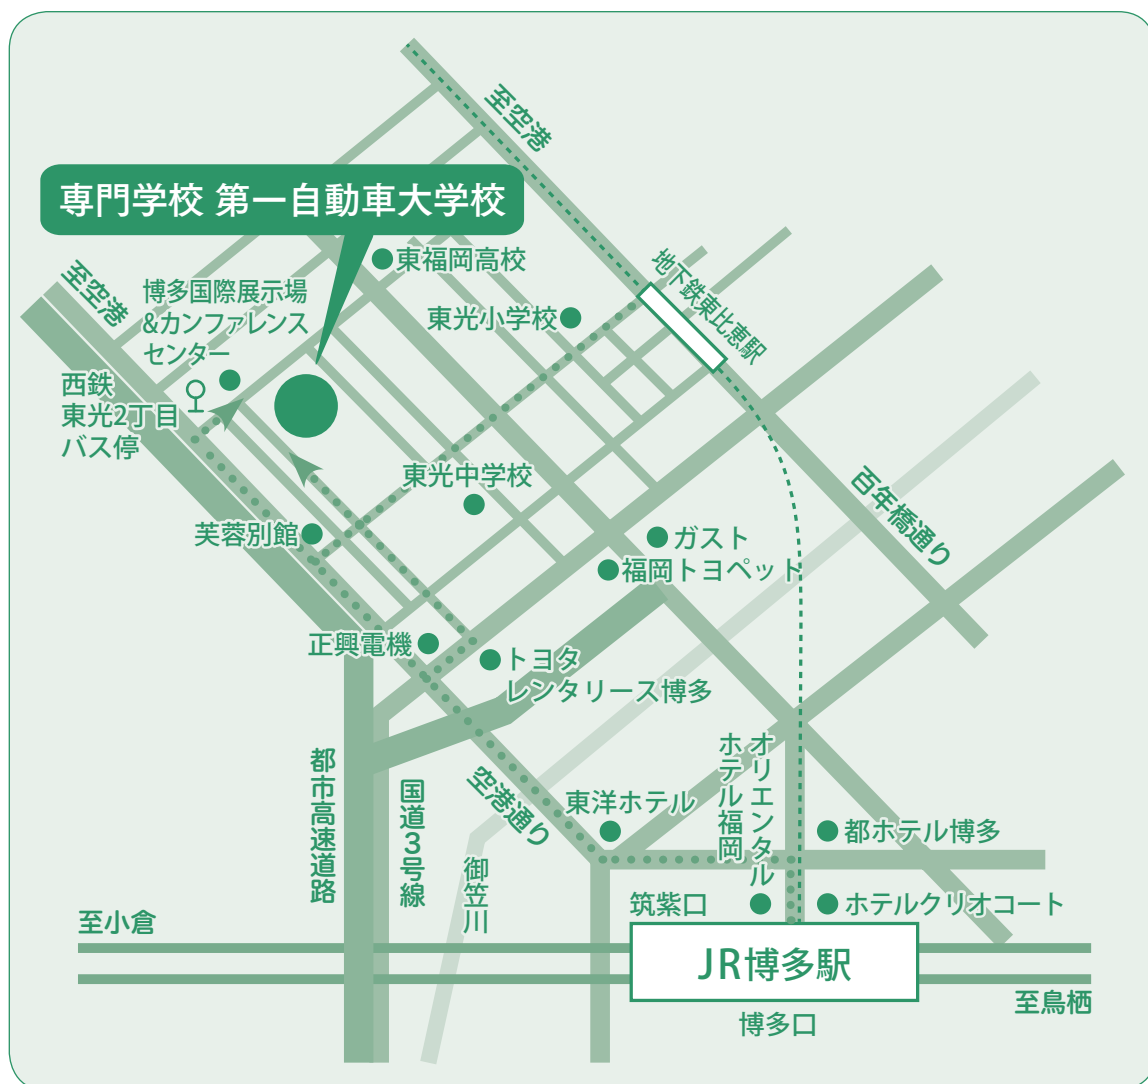 至空港
専門学校 第一自動車大学校
東福岡高校
至空港
博多国際展示場
&カンファレンス
センター
東光小学校
地下鉄東比恵駅
西鉄
東光2丁目
バス停
東光中学校
百年橋通り
芙蓉別館
ガスト
福岡トヨペット
正興電機
トヨタ
レンタリース博多
都市高速道路
国道3号線
御笠川
空港通り
東洋ホテル
オリエンタル
ホテル福岡
都ホテル博多
筑紫口
ホテルクリオコート
至小倉
JR博多駅
至鳥栖
博多口